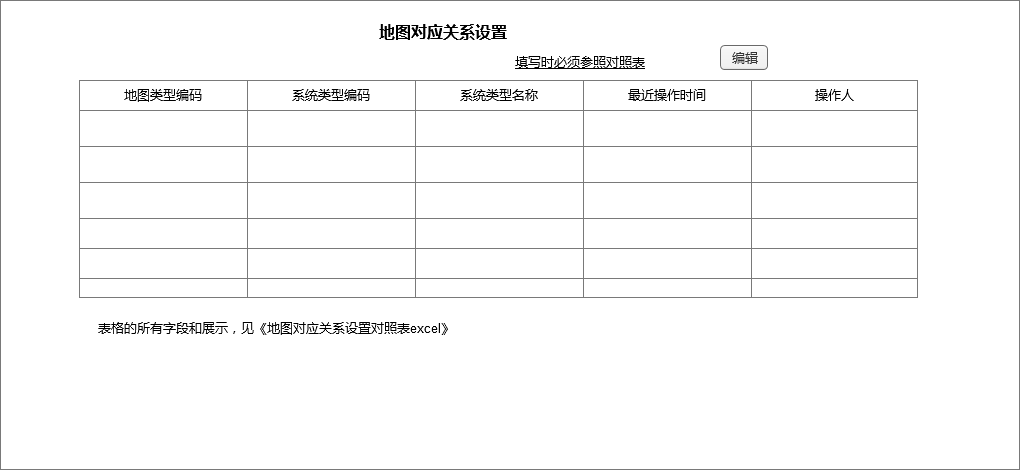 地图对应关系设置
填写时必须参照对照表
编辑
地图类型编码 系统类型编码 系统类型名称 最近操作时间 操作人
表格的所有字段和展示，见《地图对应关系设置对照表excel》